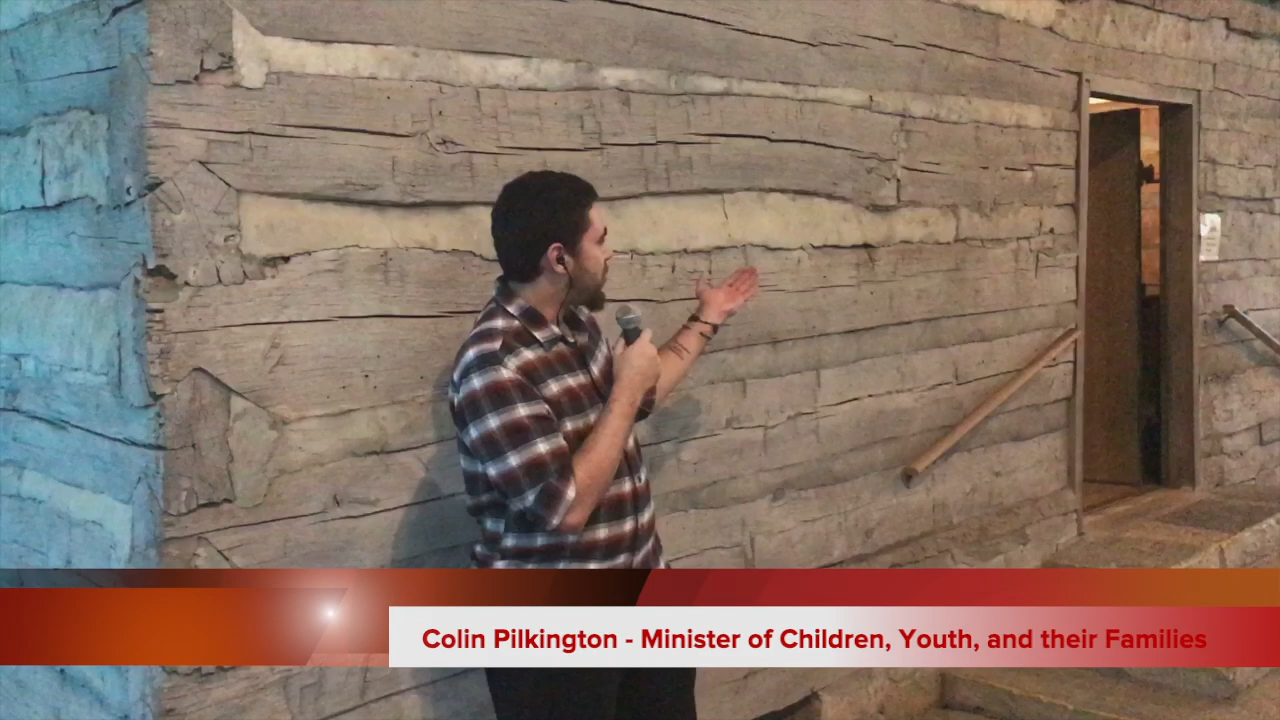 Colin Pilkington - Minister of Children, Youth, and their Families